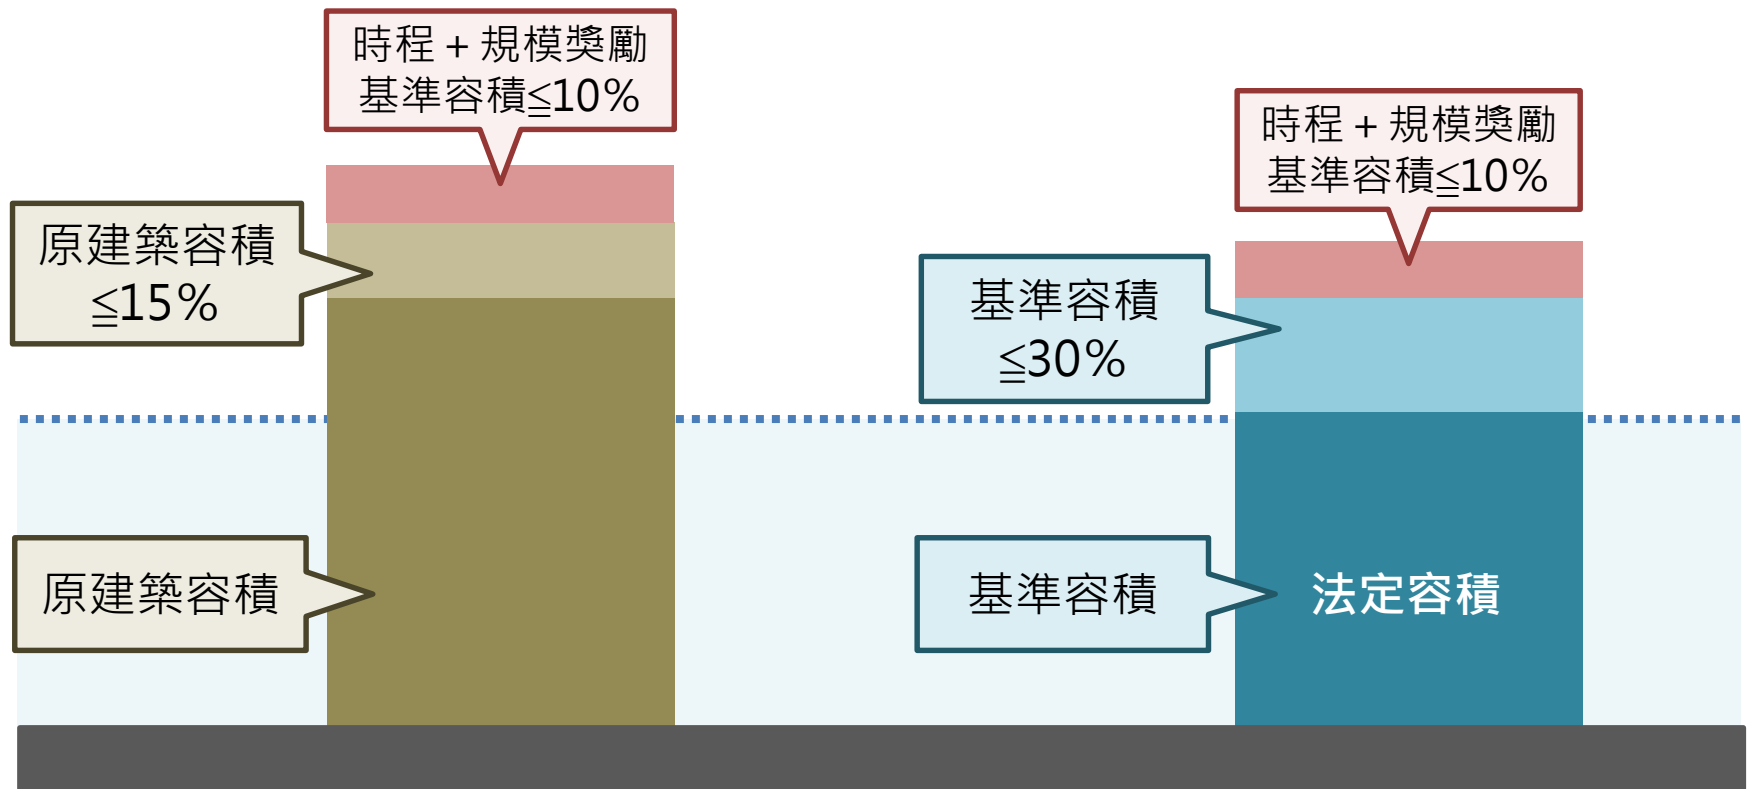 時程 + 規模獎勵
基準容積≦10%
原建築容積
≦15%
原建築容積
時程 + 規模獎勵
基準容積≦10%
基準容積
≦30%
基準容積
法定容積